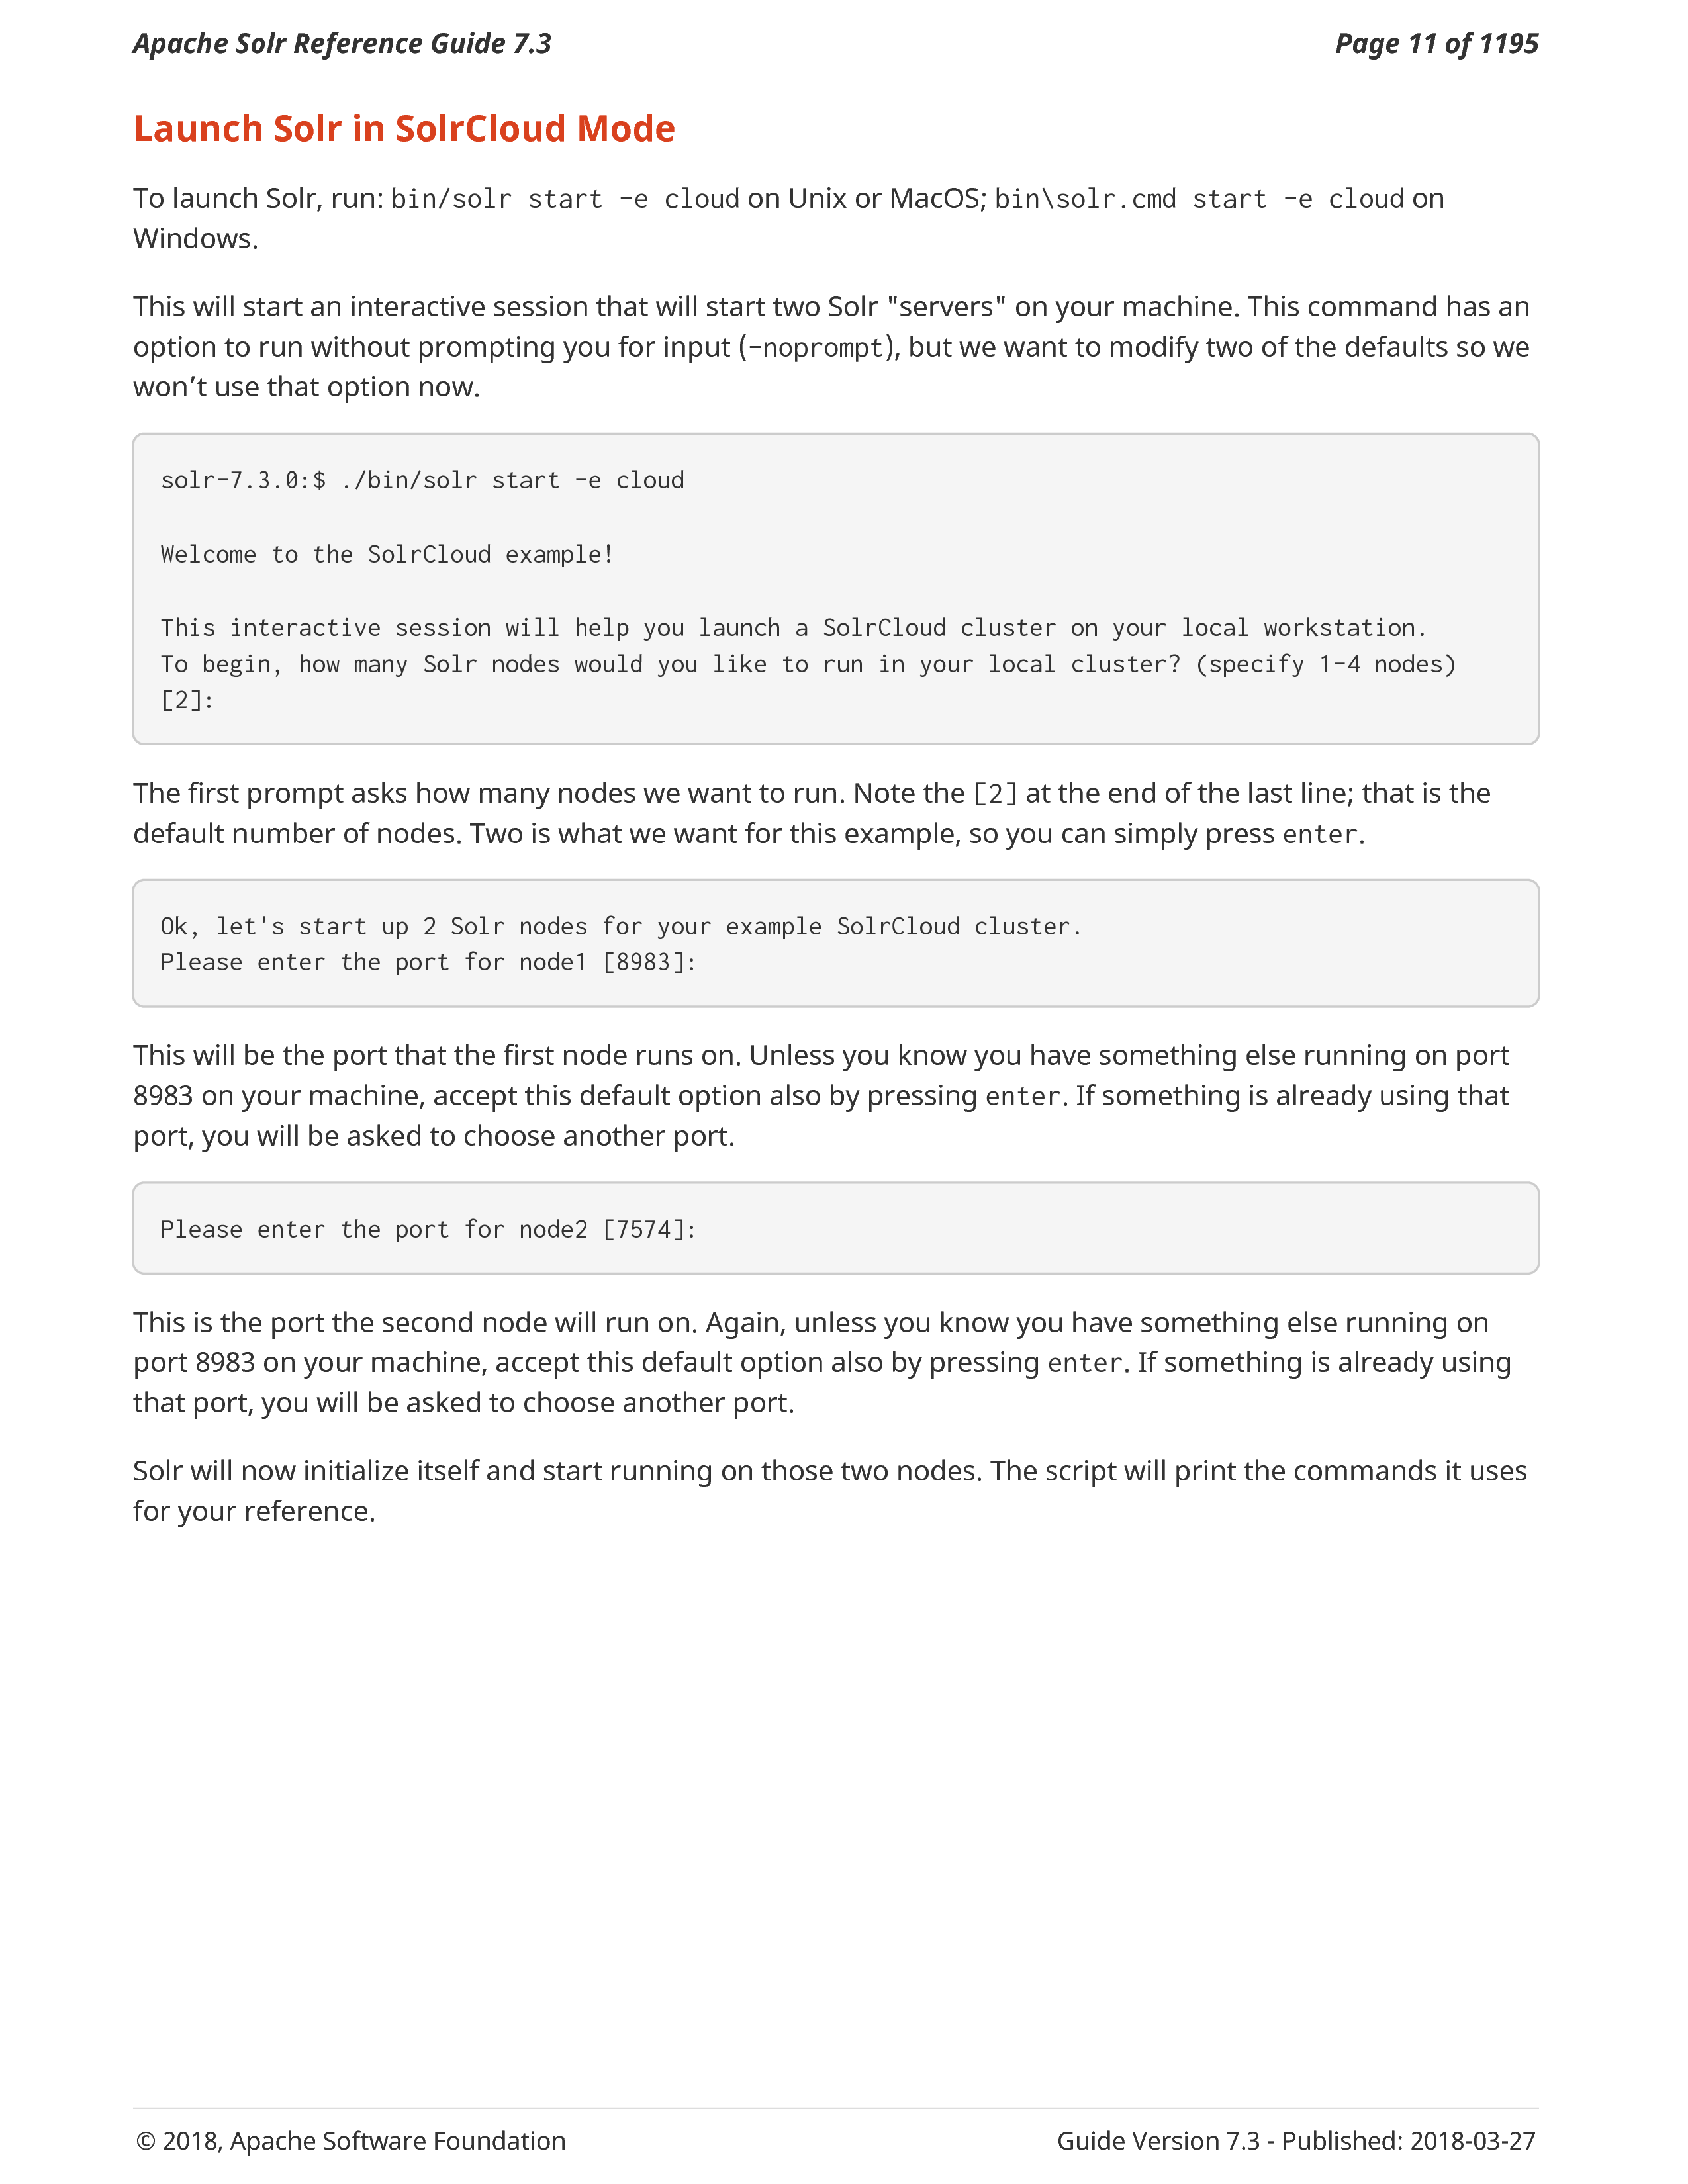 Apache Solr Reference Guide 7.3 Page 11 of 1195
Launch Solr in SolrCloud Mode
To launch Solr, run: bin/solr start -e cloud on Unix or MacOS; bin\solr.cmd start -e cloud on
Windows.
This will start an interactive session that will start two Solr "servers" on your machine. This command has an
option to run without prompting you for input (-noprompt), but we want to modify two of the defaults so we
won’t use that option now.
solr-7.3.0:$ ./bin/solr start -e cloud
Welcome to the SolrCloud example!
This interactive session will help you launch a SolrCloud cluster on your local workstation.
To begin, how many Solr nodes would you like to run in your local cluster? (specify 1-4 nodes)
[2]:
The first prompt asks how many nodes we want to run. Note the [2] at the end of the last line; that is the
default number of nodes. Two is what we want for this example, so you can simply press enter.
Ok, let's start up 2 Solr nodes for your example SolrCloud cluster.
Please enter the port for node1 [8983]:
This will be the port that the first node runs on. Unless you know you have something else running on port
8983 on your machine, accept this default option also by pressing enter. If something is already using that
port, you will be asked to choose another port.
Please enter the port for node2 [7574]:
This is the port the second node will run on. Again, unless you know you have something else running on
port 8983 on your machine, accept this default option also by pressing enter. If something is already using
that port, you will be asked to choose another port.
Solr will now initialize itself and start running on those two nodes. The script will print the commands it uses
for your reference.
© 2018, Apache Software Foundation Guide Version 7.3 - Published: 2018-03-27